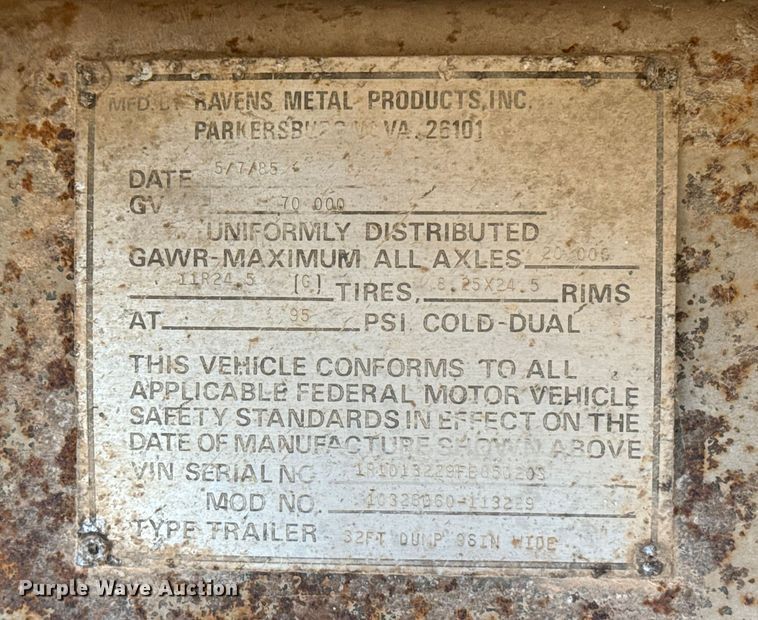 MFD. BY RAVENS METAL PRODUCTS, INC.
PARKERSBURG W. VA. 26101
DATE 5/7/85
GV 70 000
UNIFORMLY DISTRIBUTED
GAWR-MAXIMUM ALL AXLES 20 000
11R24.5 [G] TIRES, 8.25X24.5 RIMS
AT 95 PSI COLD-DUAL
THIS VEHICLE CONFORMS TO ALL
APPLICABLE FEDERAL MOTOR VEHICLE
SAFETY STANDARDS IN EFFECT ON THE
DATE OF MANUFACTURE SHOWN ABOVE
VIN SERIAL NO.
MOD NO.
TYPE TRAILER 32FT DUMP 96IN WIDE
Purple Wave Auction